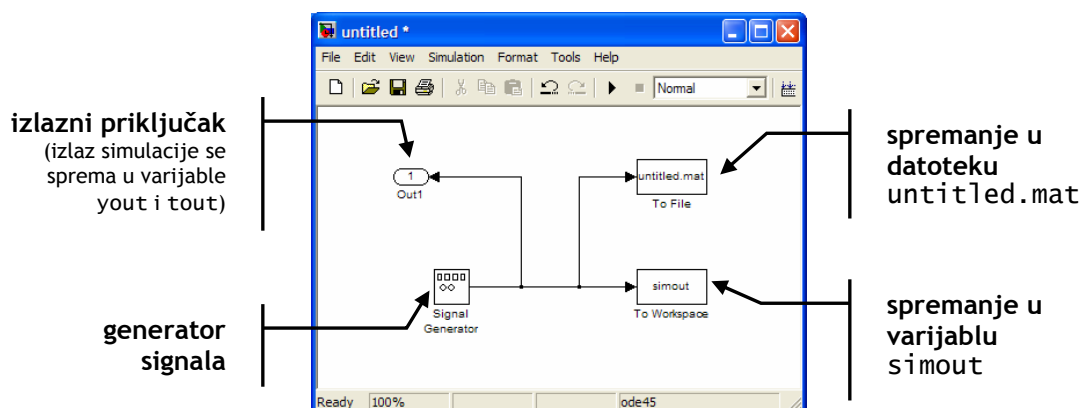 untitled *
File Edit View Simulation Format Tools Help
Normal
izlazni priključak
(izlaz simulacije se
sprema u varijable
yout i tout)
1
Out1
untitled.mat
To File
spremanje u
datoteku
untitled.mat
generator
signala
Signal
Generator
simout
To Workspace
spremanje u
varijablu
simout
Ready 100% ode45